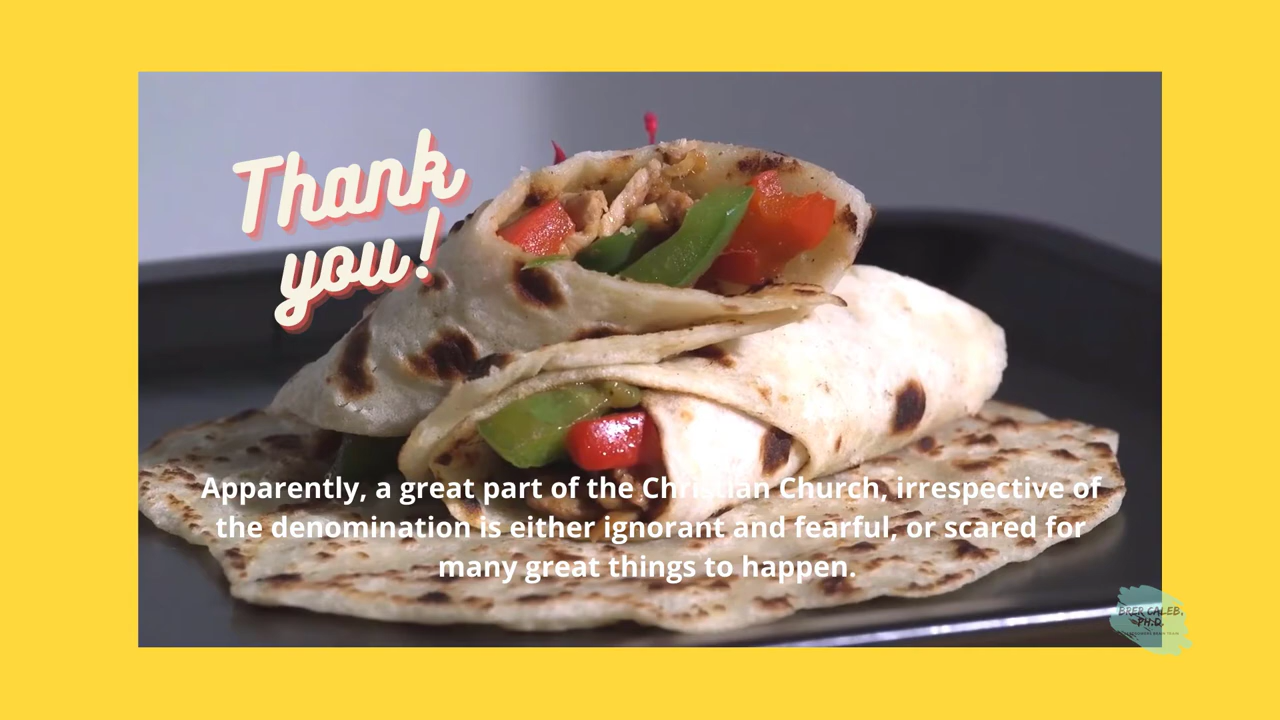 Thank
you!
Apparently, a great part of the Christian Church, irrespective of
the denomination is either ignorant and fearful, or scared for
many great things to happen.
BRER CALEB,
PH.D.